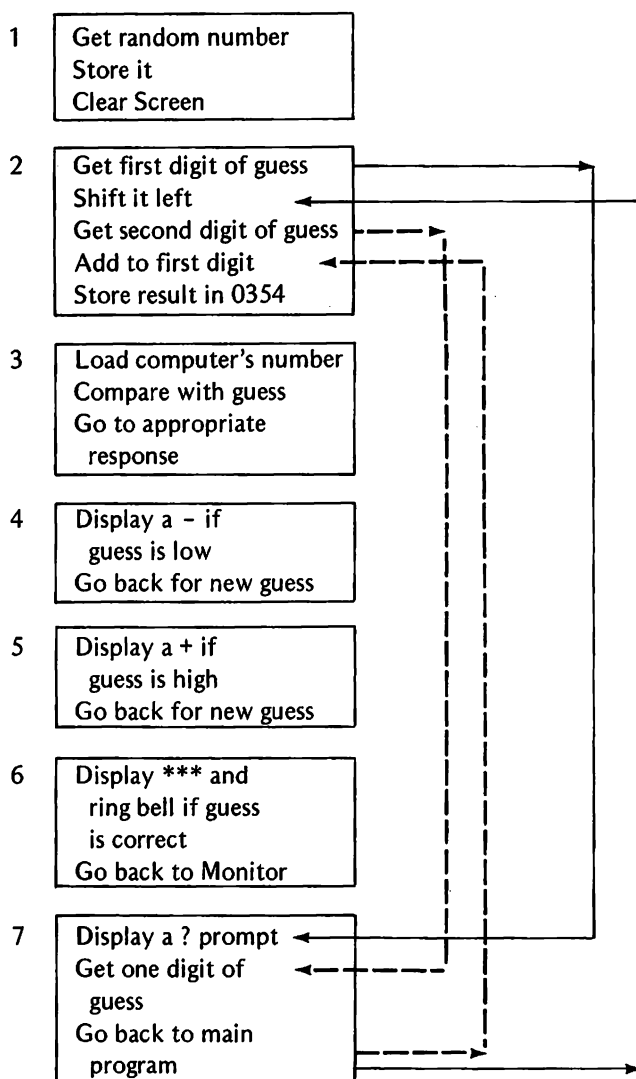 1
Get random number
Store it
Clear Screen
2
Get first digit of guess
Shift it left
Get second digit of guess
Add to first digit
Store result in 0354
3
Load computer's number
Compare with guess
Go to appropriate
response
4
Display a - if
guess is low
Go back for new guess
5
Display a + if
guess is high
Go back for new guess
6
Display *** and
ring bell if guess
is correct
Go back to Monitor
7
Display a ? prompt
Get one digit of
guess
Go back to main
program